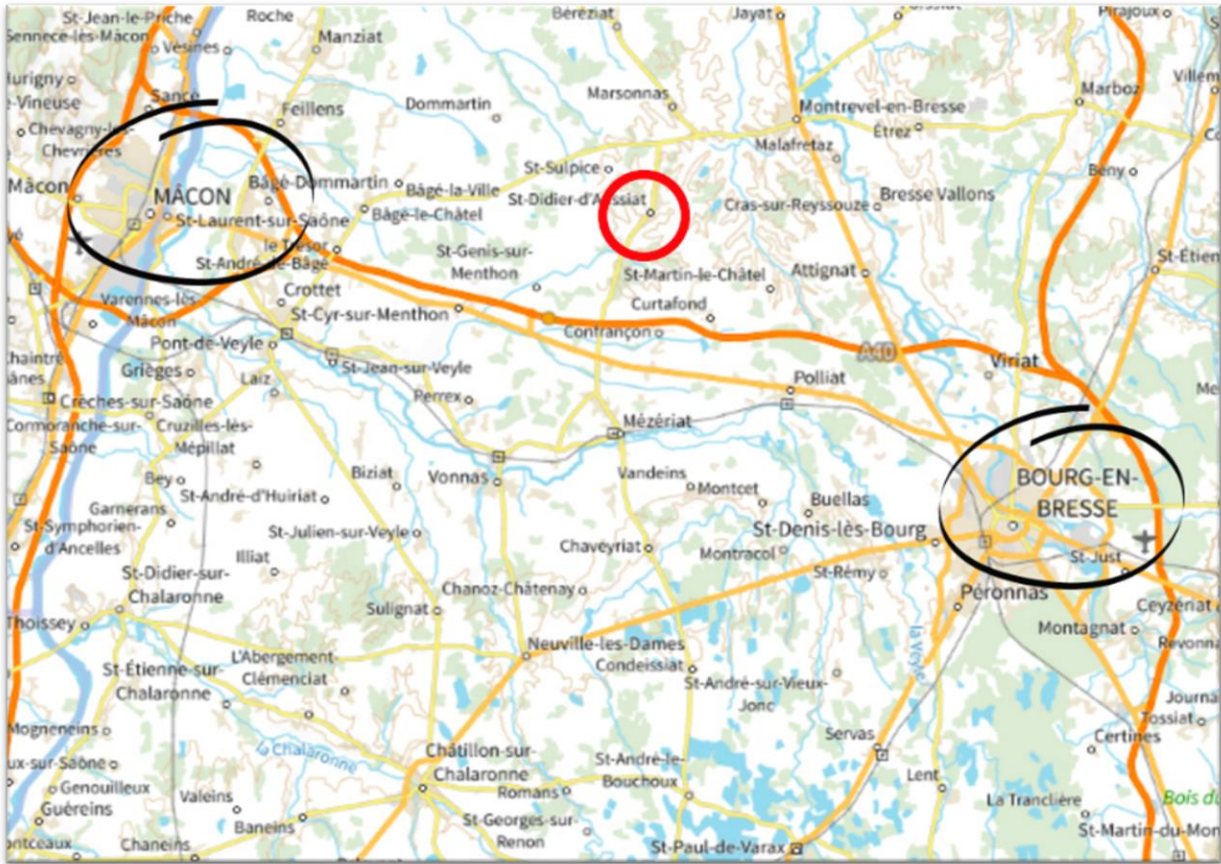 St-Jean-le-Priche
Roche
Béréziat
Jayat
Pirajoux
Sennecé-lès-Mâcon
Vésines
Manziat
Marboz
Sancé
Feillens
Dommartin
Marsonnas
Montrevel-en-Bresse
Étrez
Chevagny-les-
Chevrières
Malafretaz
St-Sulpice
Bény
Mâcon
MÂCON
Bâgé-Dommartin
Bâgé-la-Ville
St-Didier-d'Aussiat
Cras-sur-Reyssouze
Bresse Vallons
St-Laurent-sur-Saône
Bâgé-le-Châtel
le Trésor
St-André-de-Bâgé
St-Genis-sur-
Menthon
St-Martin-le-Châtel
Attignat
St-Étien
Crottet
Curtafond
Varennes-lès-
Mâcon
St-Cyr-sur-Menthon
Confrançon
A40
Pont-de-Veyle
Viriat
Grièges
Laiz
St-Jean-sur-Veyle
Polliat
Perrex
Crêches-sur-Saône
Cormoranche-sur-
Saône
Cruzilles-lès-
Mépillat
Mézériat
Bey
St-André-d'Huiriat
Biziat
Vonnas
Vandeins
Montcet
Buellas
BOURG-EN-
BRESSE
Garnerans
St-Symphorien-
d'Ancelles
St-Julien-sur-Veyle
Chaveyriat
St-Denis-lès-Bourg
Montracol
St-Just
Illiat
St-Rémy
St-Didier-sur-
Chalaronne
Chanoz-Châtenay
Péronnas
Ceyzériat
Thoissey
Sulignat
Montagnat
Neuville-les-Dames
Condeissiat
la Veyle
Revonna
L'Abergement-
Clémenciat
St-Étienne-sur-
Chalaronne
St-André-sur-Vieux-
Jonc
Journa
Tossiat
Mogneneins
Servas
Certines
la Chalaronne
Châtillon-sur-
Chalaronne
St-André-le-
Bouchoux
Lent
Genouilleux
Guéreins
Valeins
Romans
La Tranclière
Bois du
Baneins
St-Georges-sur-
Renon
St-Martin-du-Mon
Chaneins
St-Paul-de-Varax